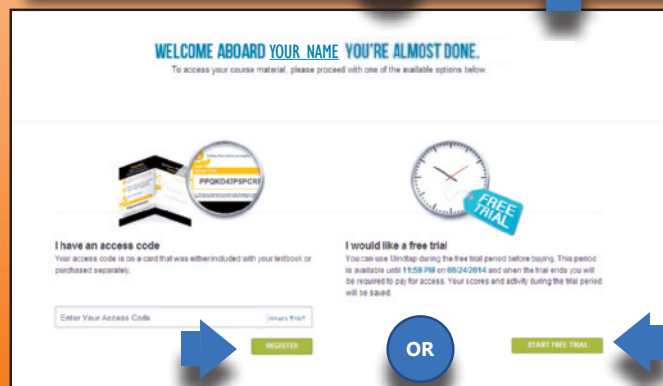 WELCOME ABOARD YOUR NAME YOU'RE ALMOST DONE.
To access your course material, please proceed with one of the available options below.
Follow the online prompts
PPQKD47PSPCR
FREE
TRIAL
I have an access code
Your access code is on a card that was either included with your textbook or
purchased separately.
Enter Your Access Code
What's This?
REGISTER
OR
I would like a free trial
You can use Mindtap during the free trial period before buying. This period
is available until 11:59 PM on 08/24/2014 and when the trial ends you will
be required to pay for access. Your scores and activity during the trial period
will be saved.
START FREE TRIAL